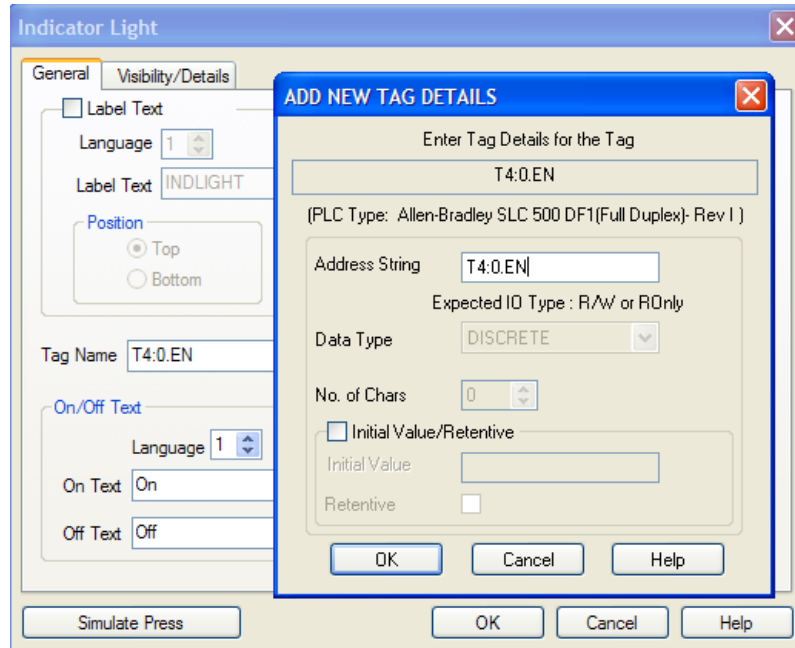 Indicator Light
General
Visibility/Details
Label Text
Language 1
Label Text INDLIGHT
Position
Top
Bottom
Tag Name T4:0.EN
On/Off Text
Language 1
On Text On
Off Text Off
Simulate Press
OK
Cancel
Help
ADD NEW TAG DETAILS
Enter Tag Details for the Tag
T4:0.EN
(PLC Type: Allen-Bradley SLC 500 DF1(Full Duplex)- Rev I )
Address String T4:0.EN
Expected IO Type : R/W or ROnly
Data Type DISCRETE
No. of Chars 0
Initial Value/Retentive
Initial Value
Retentive
OK
Cancel
Help